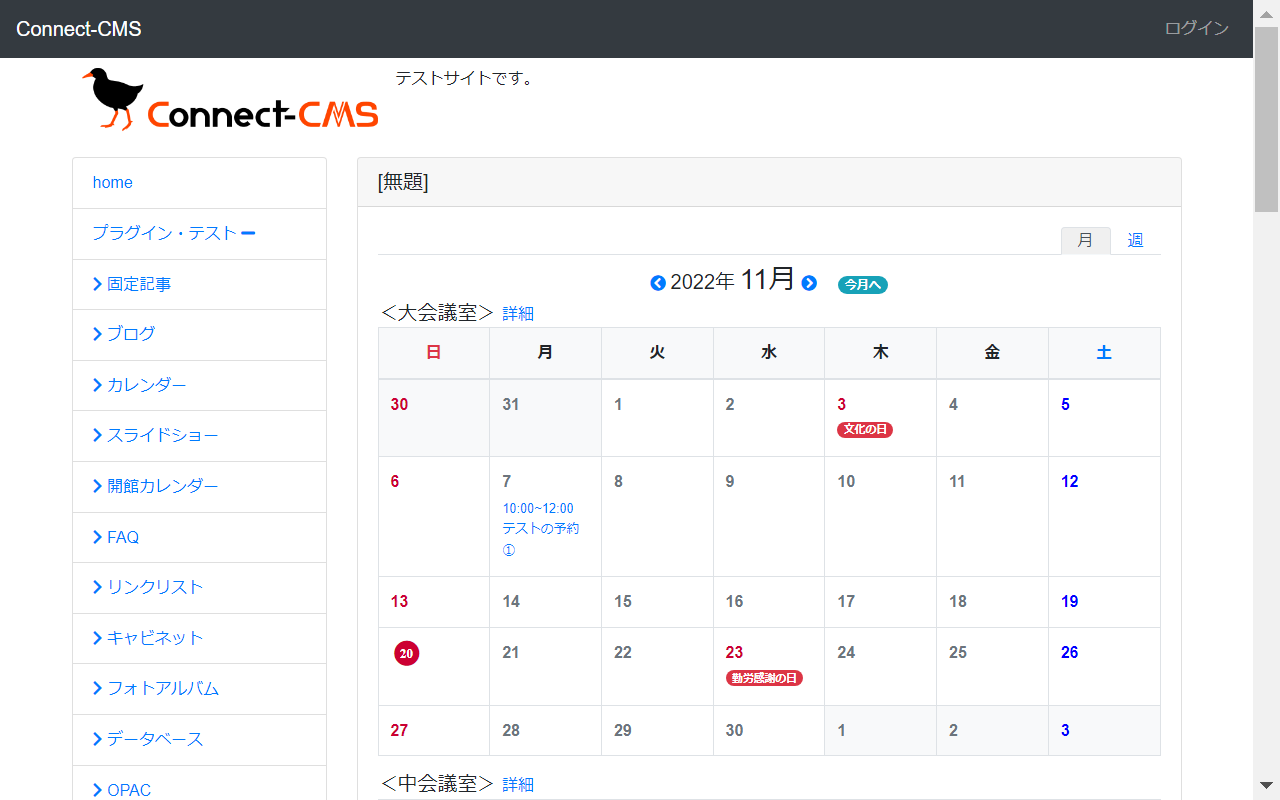 Connect-CMS
ログイン
Connect-CMS
テストサイトです。
home
プラグイン・テスト
固定記事
ブログ
カレンダー
スライドショー
開館カレンダー
FAQ
リンクリスト
キャビネット
フォトアルバム
データベース
OPAC
[無題]
月 週
2022年 11月 今月へ
＜大会議室＞ 詳細
日 月 火 水 木 金 土
30 31 1 2 3 4 5
文化の日
6 7 8 9 10 11 12
10:00~12:00
テストの予約
①
13 14 15 16 17 18 19
20 21 22 23 24 25 26
勤労感謝の日
27 28 29 30 1 2 3
＜中会議室＞ 詳細